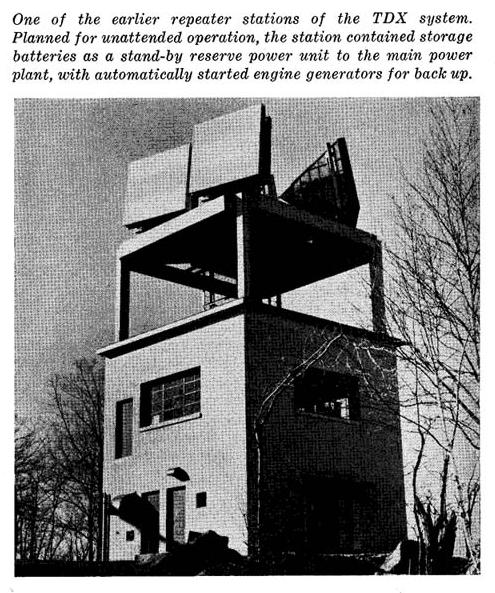 One of the earlier repeater stations of the TDX system.
Planned for unattended operation, the station contained storage
batteries as a stand-by reserve power unit to the main power
plant, with automatically started engine generators for back up.